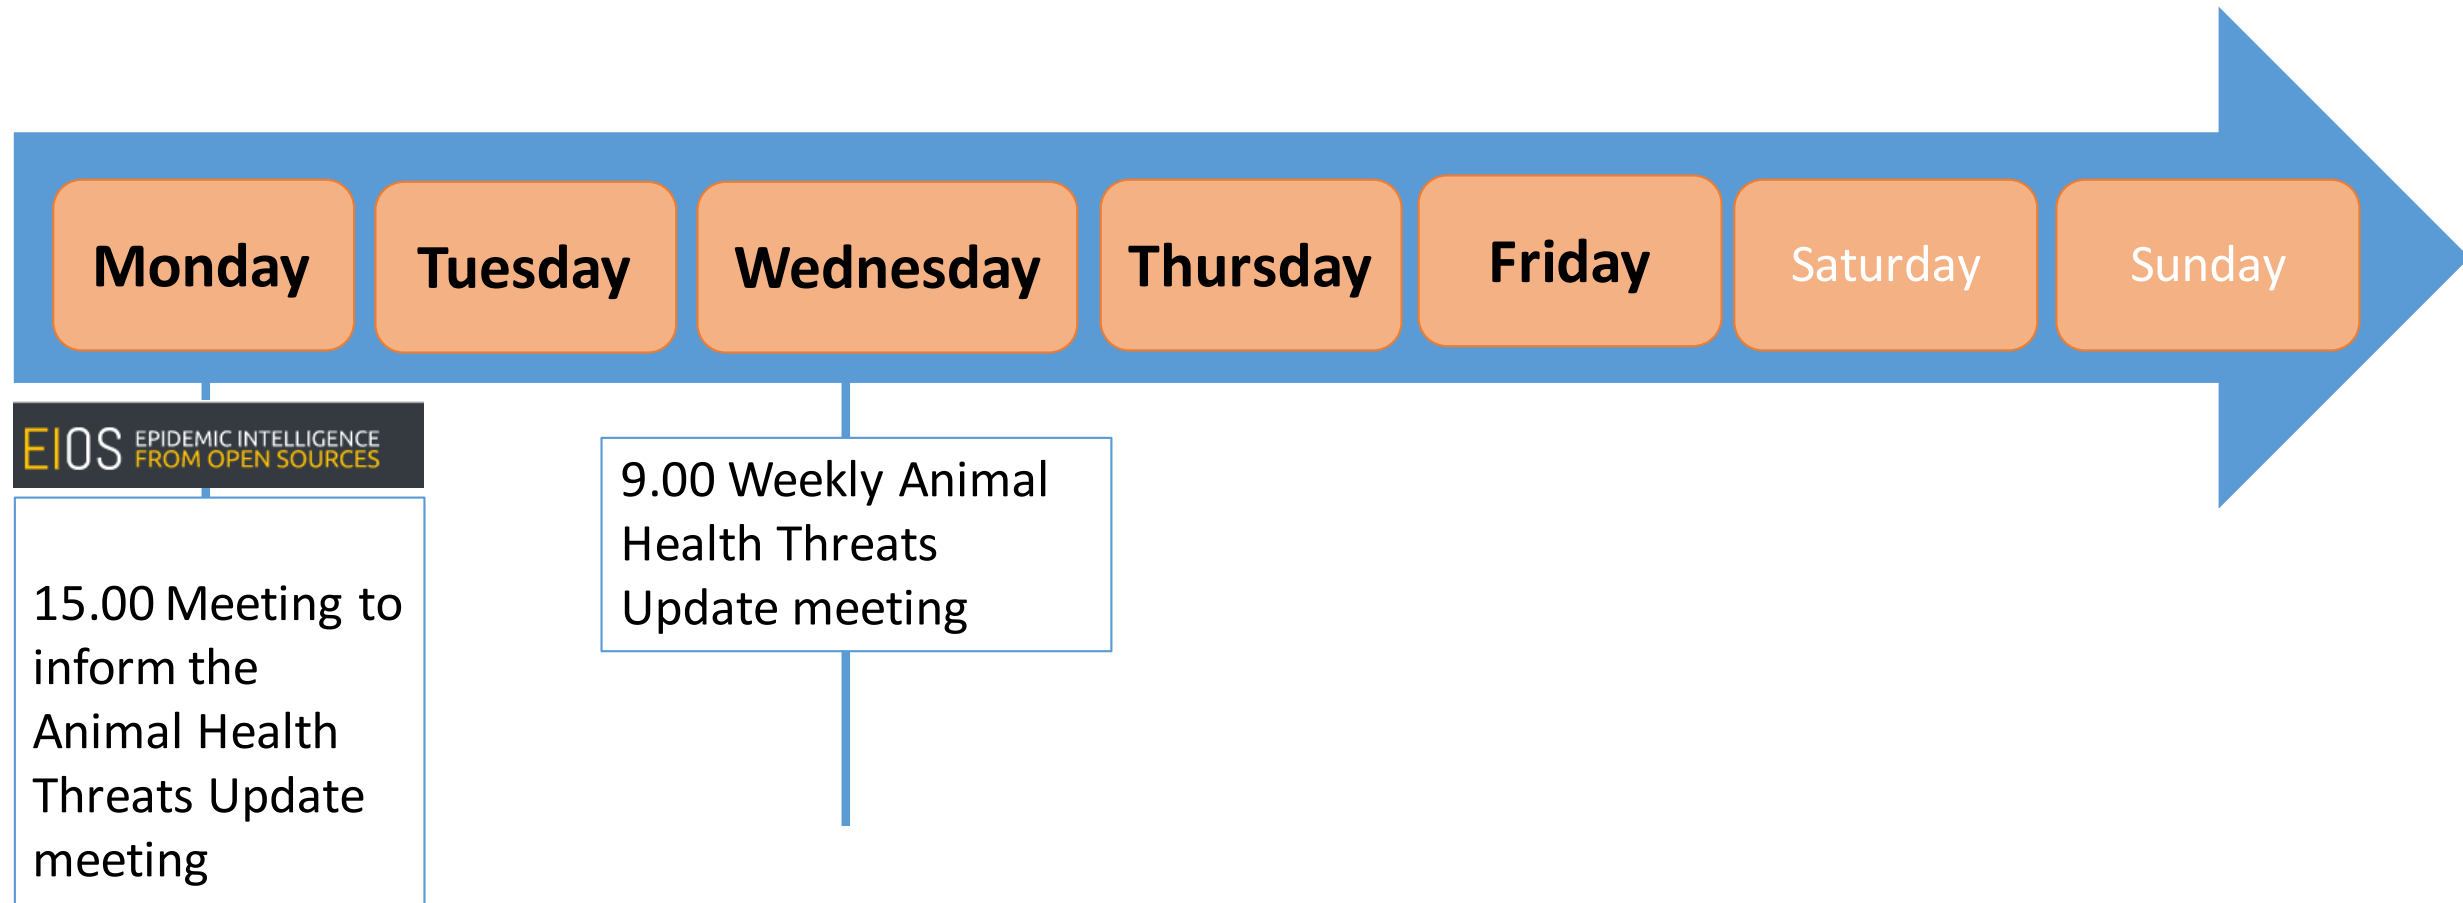 Monday Tuesday Wednesday Thursday Friday Saturday Sunday
EIOS EPIDEMIC INTELLIGENCE
FROM OPEN SOURCES
15.00 Meeting to
inform the
Animal Health
Threats Update
meeting
9.00 Weekly Animal
Health Threats
Update meeting